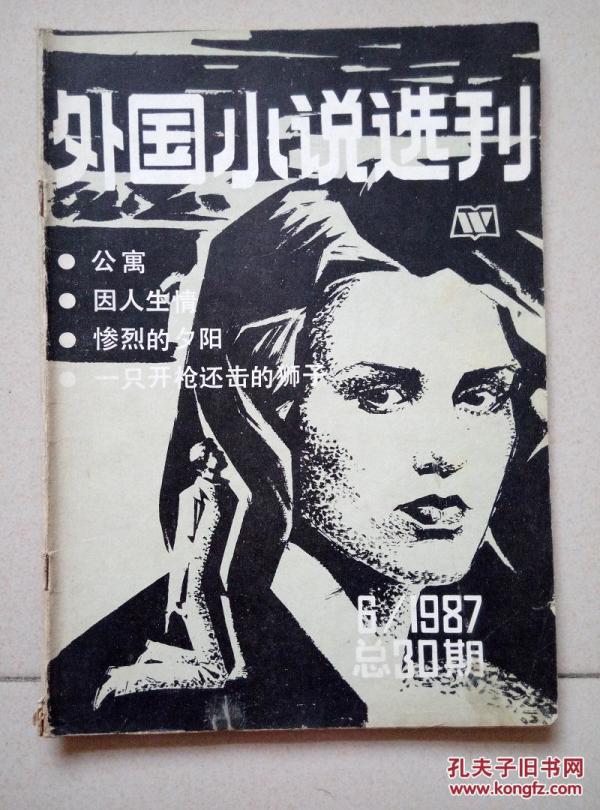 外国小说选刊
W
● 公寓
● 因人生情
● 惨烈的夕阳
● 一只开枪还击的狮子
6/1987
总30期
孔夫子旧书网
www.kongfz.com